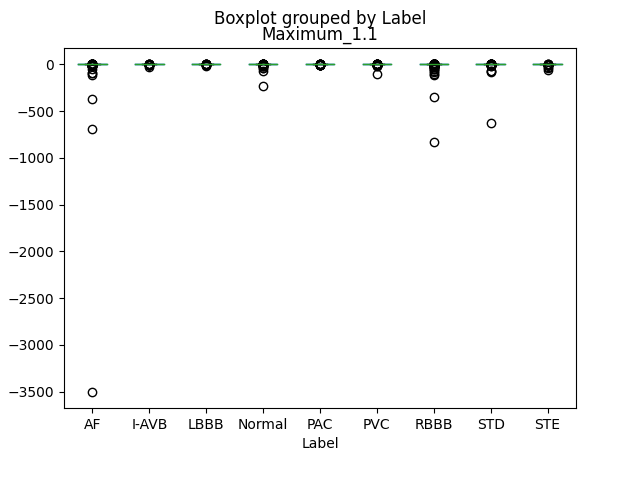 Boxplot grouped by Label
Maximum_1.1
0
−500
−1000
−1500
−2000
−2500
−3000
−3500
AF I-AVB LBBB Normal PAC PVC RBBB STD STE
Label